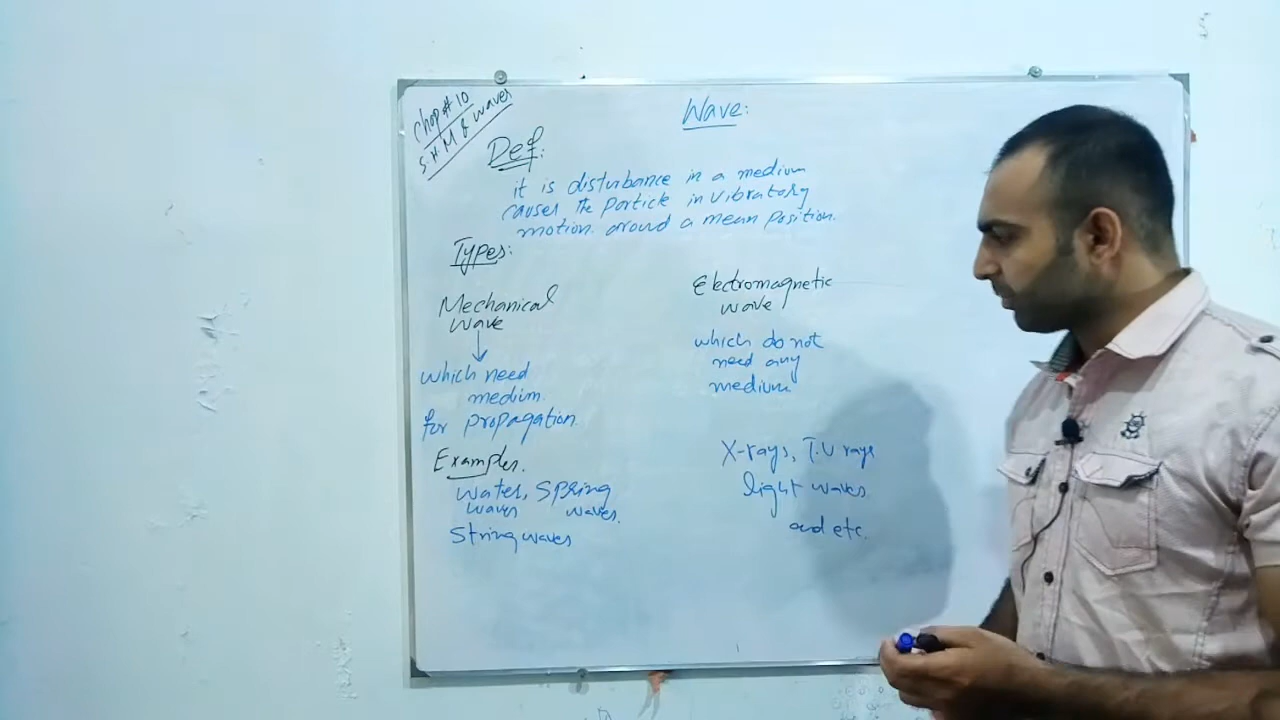 Chap# 10
S.H.M & waves
Wave:
Def:
it is disturbance in a medium
causes the particle in vibratory
motion around a mean position.
Types:
Mechanical
wave
which need
medium
for propagation
Examples.
water, spring
waves waves.
String waves
Electromagnetic
wave
which do not
need any
medium
X-rays, T.V rays
light waves
and etc.